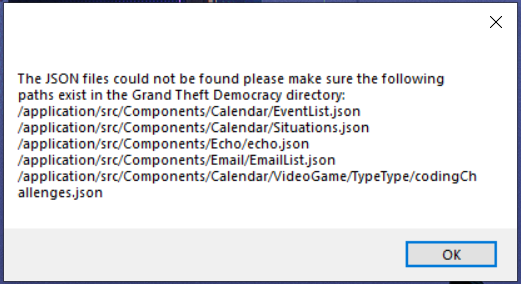 The JSON files could not be found please make sure the following
paths exist in the Grand Theft Democracy directory:
/application/src/Components/Calendar/EventList.json
/application/src/Components/Calendar/Situations.json
/application/src/Components/Echo/echo.json
/application/src/Components/Email/EmailList.json
/application/src/Components/Calendar/VideoGame/TypeType/codingCh
allenges.json
OK